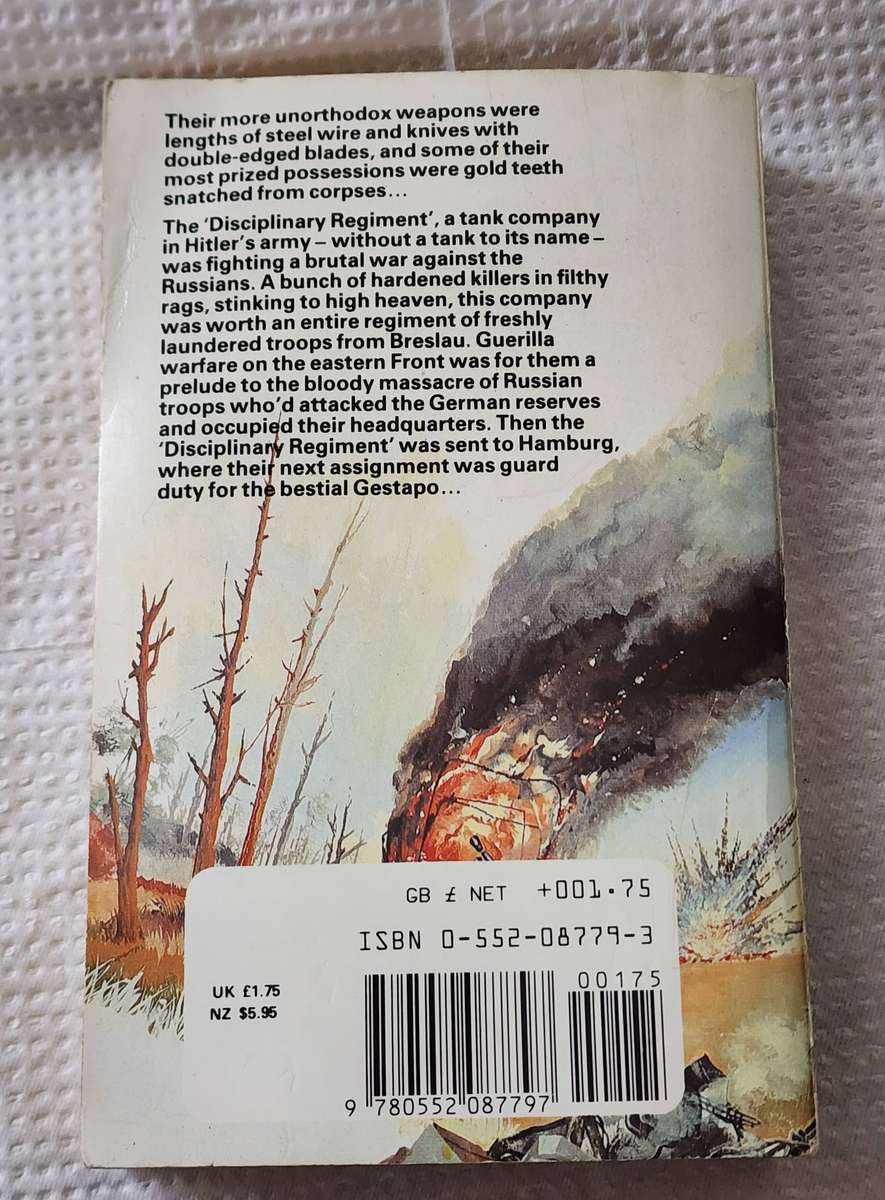 Their more unorthodox weapons were
lengths of steel wire and knives with
double-edged blades, and some of their
most prized possessions were gold teeth
snatched from corpses...
The 'Disciplinary Regiment', a tank company
in Hitler's army – without a tank to its name –
was fighting a brutal war against the
Russians. A bunch of hardened killers in filthy
rags, stinking to high heaven, this company
was worth an entire regiment of freshly
laundered troops from Breslau. Guerilla
warfare on the eastern Front was for them a
prelude to the bloody massacre of Russian
troops who'd attacked the German reserves
and occupied their headquarters. Then the
'Disciplinary Regiment' was sent to Hamburg,
where their next assignment was guard
duty for the bestial Gestapo...
GB £ NET +001.75
ISBN 0-552-08779-3
UK £1.75
NZ $5.95
00175
9 780552 087797